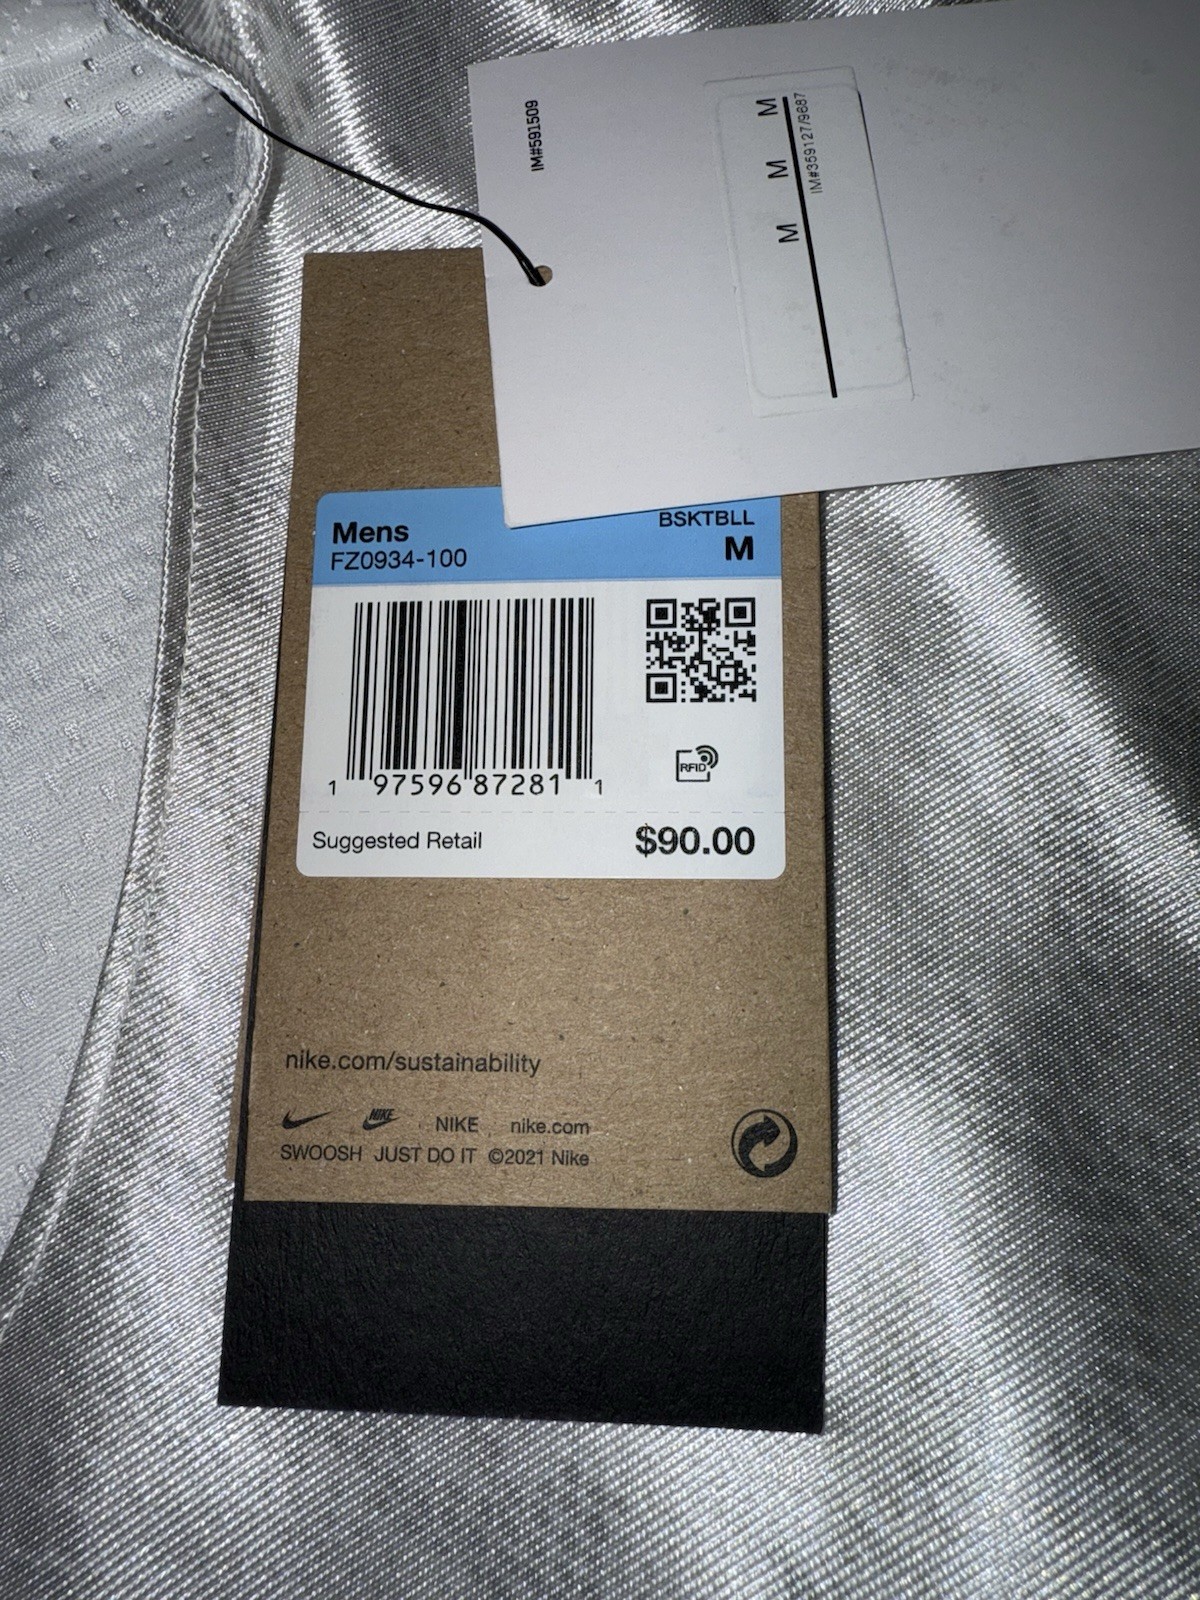 IM#591509
M M M
IM#359127/9687
Mens
FZ0934-100
BSKTBLL
M
1 97596 87281 1
RFID
Suggested Retail $90.00
nike.com/sustainability
NIKE NIKE nike.com
SWOOSH JUST DO IT ©2021 Nike